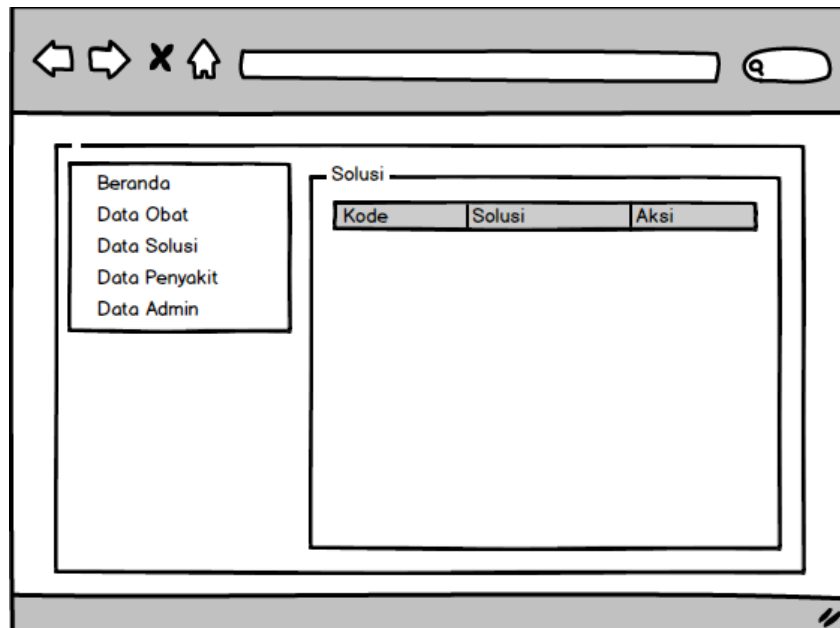 Beranda
Data Obat
Data Solusi
Data Penyakit
Data Admin
Solusi
Kode Solusi Aksi